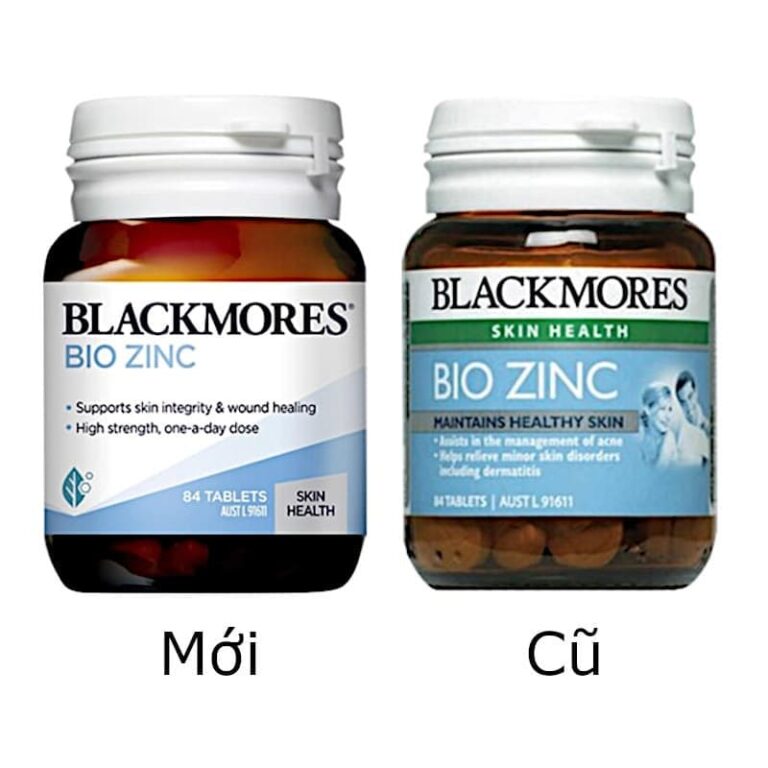 BLACKMORES®
BIO ZINC
• Supports skin integrity & wound healing
• High strength, one-a-day dose
84 TABLETS
AUST L 91611
SKIN
HEALTH
Mới
BLACKMORES
SKIN HEALTH
BIO ZINC
MAINTAINS HEALTHY SKIN
• Assists in the management of acne
• Helps relieve minor skin disorders
including dermatitis
84 TABLETS | AUST L 91611
Cũ